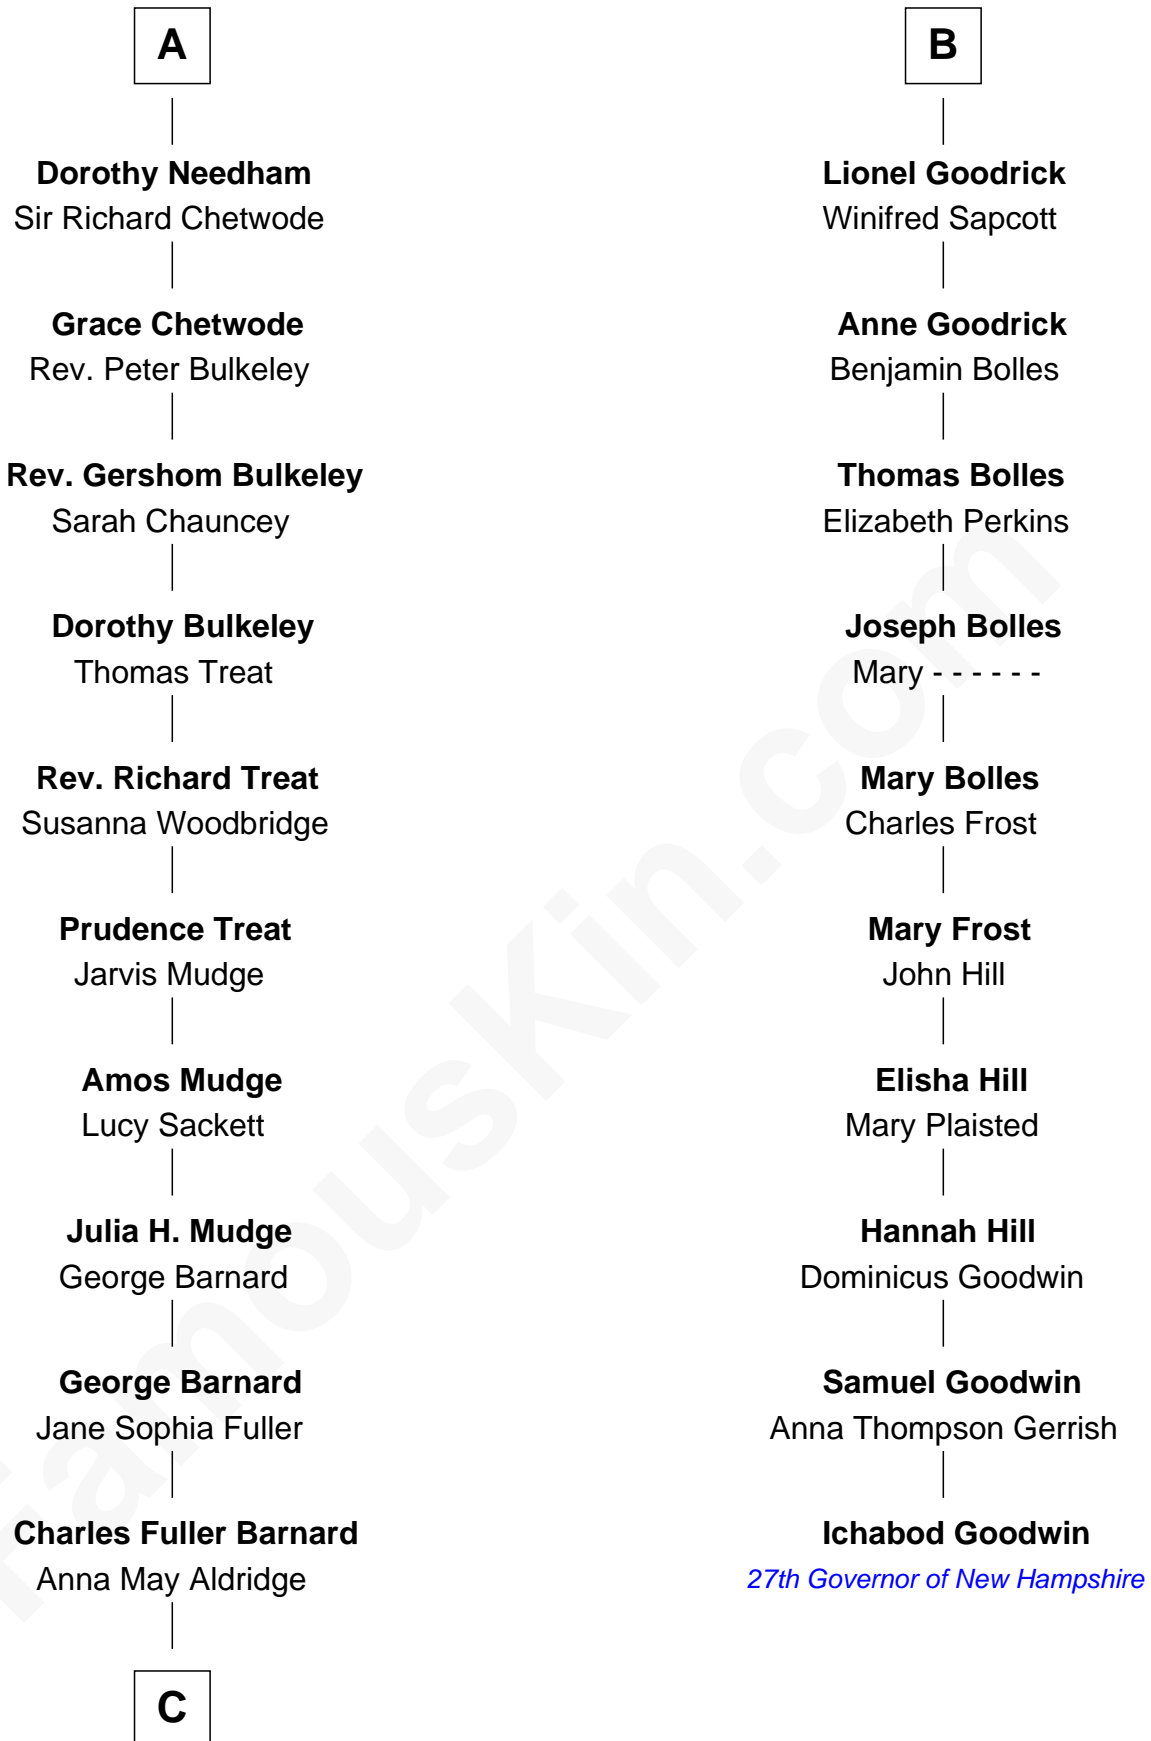 A
Dorothy Needham
Sir Richard Chetwode
Grace Chetwode
Rev. Peter Bulkeley
Rev. Gershom Bulkeley
Sarah Chauncey
Dorothy Bulkeley
Thomas Treat
Rev. Richard Treat
Susanna Woodbridge
Prudence Treat
Jarvis Mudge
Amos Mudge
Lucy Sackett
Julia H. Mudge
George Barnard
George Barnard
Jane Sophia Fuller
Charles Fuller Barnard
Anna May Aldridge
C
B
Lionel Goodrick
Winifred Sapcott
Anne Goodrick
Benjamin Bolles
Thomas Bolles
Elizabeth Perkins
Joseph Bolles
Mary - - - - - -
Mary Bolles
Charles Frost
Mary Frost
John Hill
Elisha Hill
Mary Plaisted
Hannah Hill
Dominicus Goodwin
Samuel Goodwin
Anna Thompson Gerrish
Ichabod Goodwin
27th Governor of New Hampshire
FamousKin.com